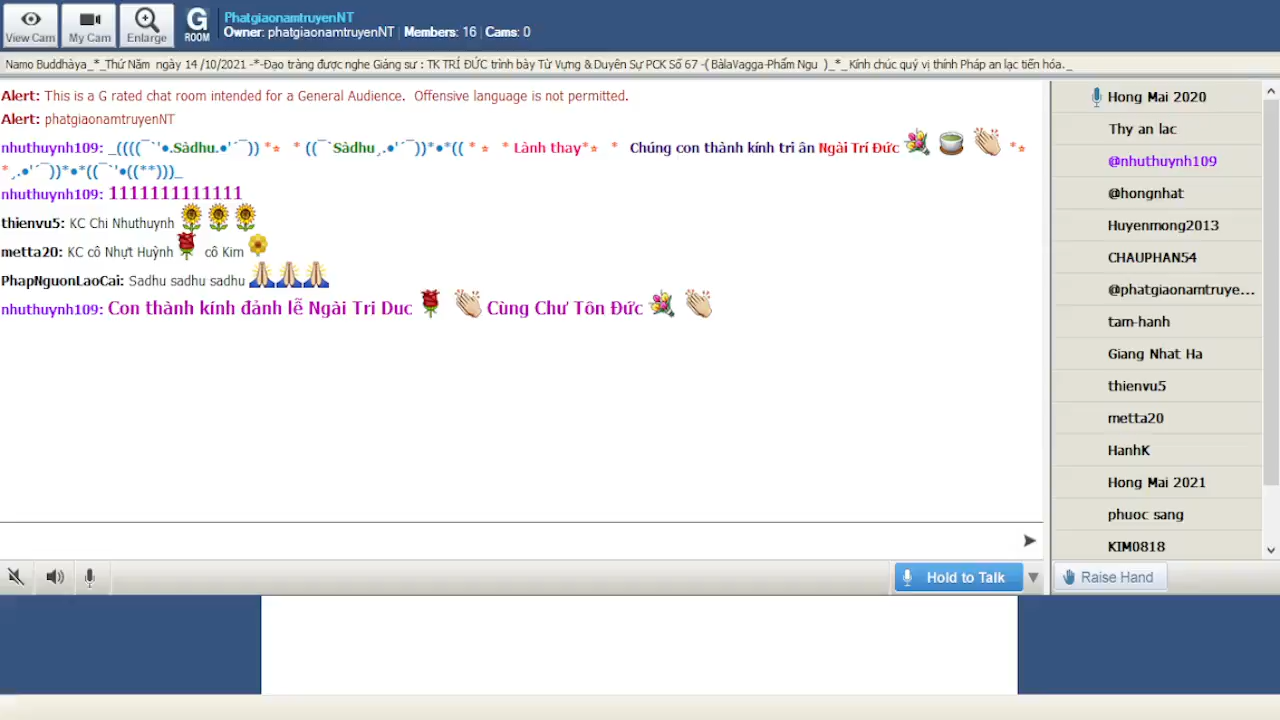 View Cam
My Cam
Enlarge
G
ROOM
PhatgiaonamtruyenNT
Owner: phatgiaonamtruyenNT | Members: 16 | Cams: 0
Namo Buddhàya_*_Thứ Năm ngày 14 /10/2021 -*-Đạo tràng được nghe Giảng sư : TK TRÍ ĐỨC trình bày Từ Vựng & Duyên Sự PCK Số 67 -( BàlaVagga-Phẩm Ngu )_*_Kính chúc quý vị thính Pháp an lạc tiến hóa._
Alert: This is a G rated chat room intended for a General Audience. Offensive language is not permitted.
Alert: phatgiaonamtruyenNT
nhuthuynh109: _((((¯`'●.Sàdhu.●'´¯)) *⭐ * ((¯`Sàdhu¸.●'´¯))*●*(( * ⭐ * Lành thay*⭐ * Chúng con thành kính tri ân Ngài Trí Đức 💐 🍵 👏 *⭐
*¸.●'´¯))*●*((¯`'●((**)))_
nhuthuynh109: 1111111111111
thienvu5: KC Chi Nhuthuynh 🌻🌻🌻
metta20: KC cô Nhựt Huỳnh 🌹 cô Kim 🌼
PhapNguonLaoCai: Sadhu sadhu sadhu 🙏🙏🙏
nhuthuynh109: Con thành kính đảnh lễ Ngài Tri Duc 🌹 👏 Cùng Chư Tôn Đức 💐 👏
Hong Mai 2020
Thy an lac
@nhuthuynh109
@hongnhat
Huyenmong2013
CHAUPHAN54
@phatgiaonamtruye...
tam-hanh
Giang Nhat Ha
thienvu5
metta20
HanhK
Hong Mai 2021
phuoc sang
KIM0818
Hold to Talk
Raise Hand